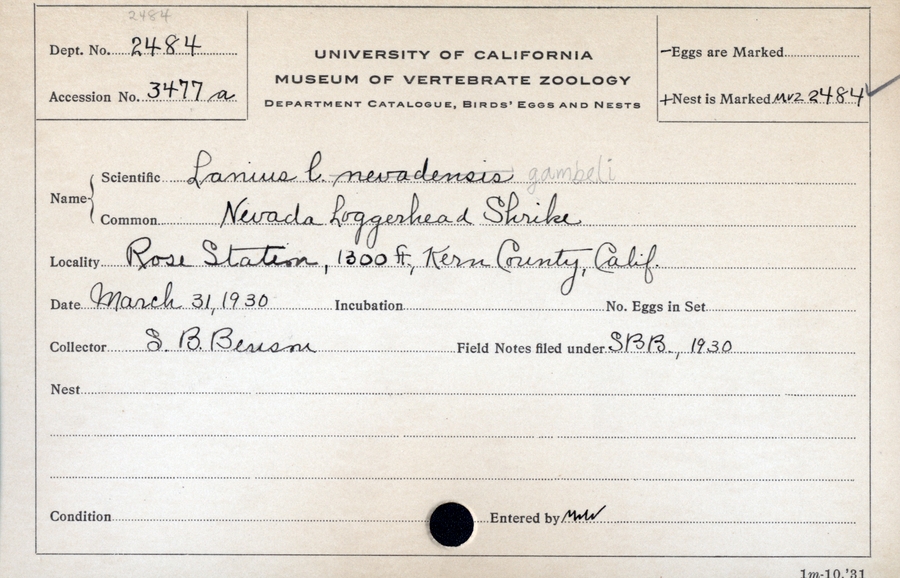 2484
Dept. No. 2484
Accession No. 3477 a
UNIVERSITY OF CALIFORNIA
MUSEUM OF VERTEBRATE ZOOLOGY
DEPARTMENT CATALOGUE, BIRDS' EGGS AND NESTS
-Eggs are Marked
+Nest is Marked MVZ 2484
Name
Scientific Lanius l. nevadensis gambeli
Common Nevada Loggerhead Shrike
Locality Rose Station, 1300 ft, Kern County, Calif.
Date March 31, 1930 Incubation No. Eggs in Set
Collector S. B. Benson Field Notes filed under SBB., 1930
Nest
Condition Entered by
1m-10,'31